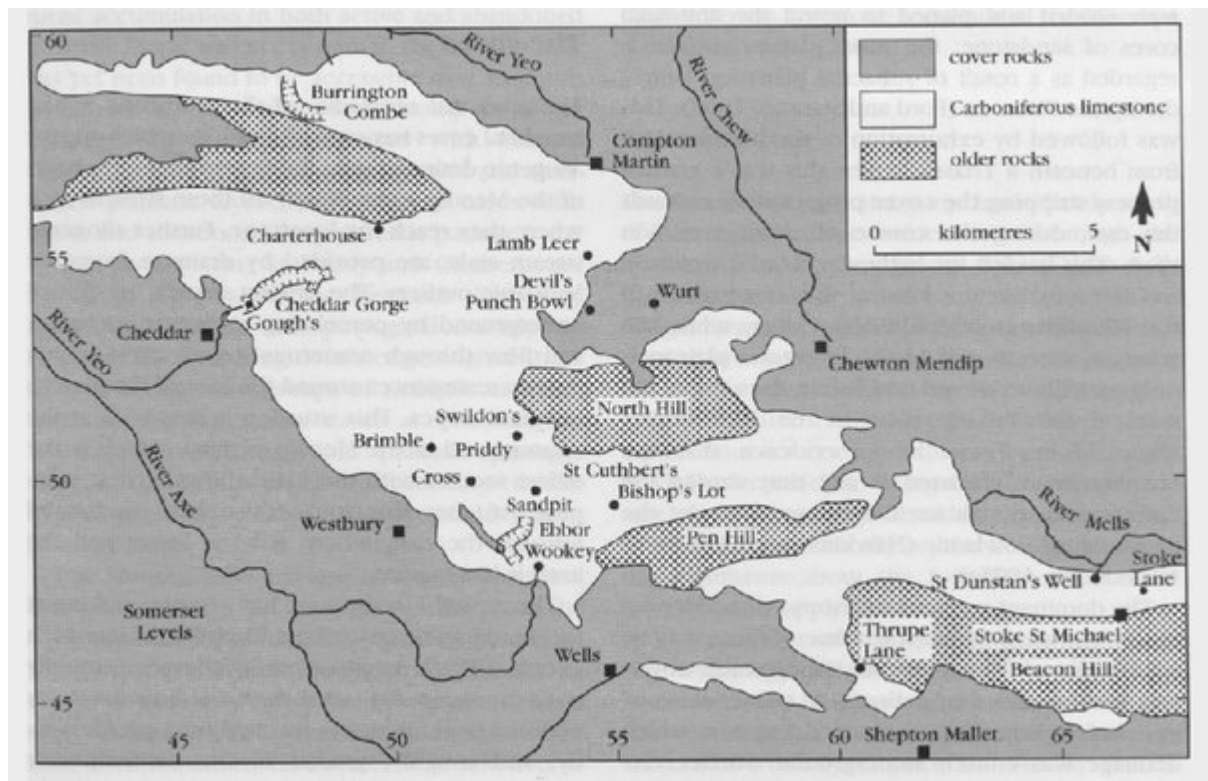 60
River Yeo
River Chew
cover rocks
Carboniferous limestone
older rocks
0 kilometres 5
N
Burrington
Combe
Compton
Martin
Charterhouse
55
Lamb Leer
Devil's
Punch Bowl
Wurt
Cheddar Gorge
Gough's
Cheddar
River Yeo
Chewton Mendip
North Hill
Swildon's
Brimble
Priddy
St Cuthbert's
Cross
50
Sandpit
Bishop's Lot
River Axe
Westbury
Ebbor
Wookey
Pen Hill
River Mells
Stoke
Lane
St Dunstan's Well
Somerset
Levels
Thrupe
Lane
Stoke St Michael
Beacon Hill
Wells
45
45
50
55
60
Shepton Mallet
65